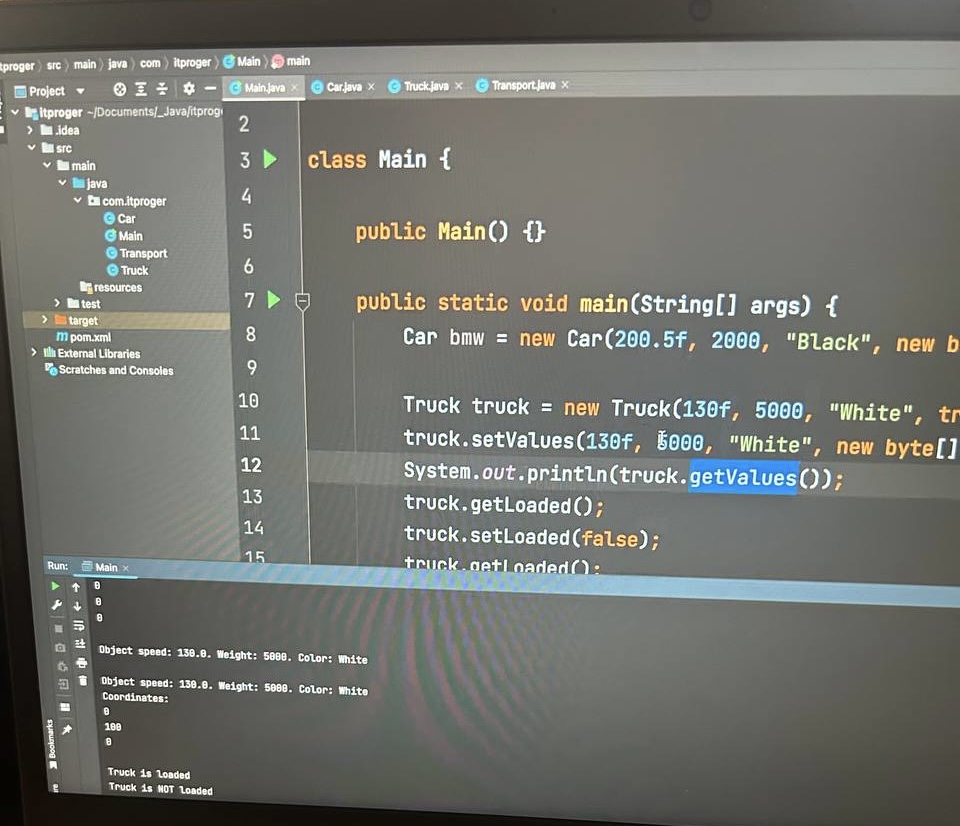 tproger src main java com itproger Main main
Project
Main.java Car.java Truck.java Transport.java
itproger ~/Documents/_Java/itprog
.idea
src
main
java
com.itproger
Car
Main
Transport
Truck
resources
test
target
pom.xml
External Libraries
Scratches and Consoles
2
3 class Main {
4
5 public Main() {}
6
7 public static void main(String[] args) {
8 Car bmw = new Car(200.5f, 2000, "Black", new b
9
10 Truck truck = new Truck(130f, 5000, "White", tr
11 truck.setValues(130f, 5000, "White", new byte[]
12 System.out.println(truck.getValues());
13 truck.getLoaded();
14 truck.setLoaded(false);
15 truck.getLoaded();
Run: Main
0
0
0
Object speed: 130.0. Weight: 5000. Color: White
Object speed: 130.0. Weight: 5000. Color: White
Coordinates:
0
100
0
Truck is loaded
Truck is NOT loaded
Bookmarks